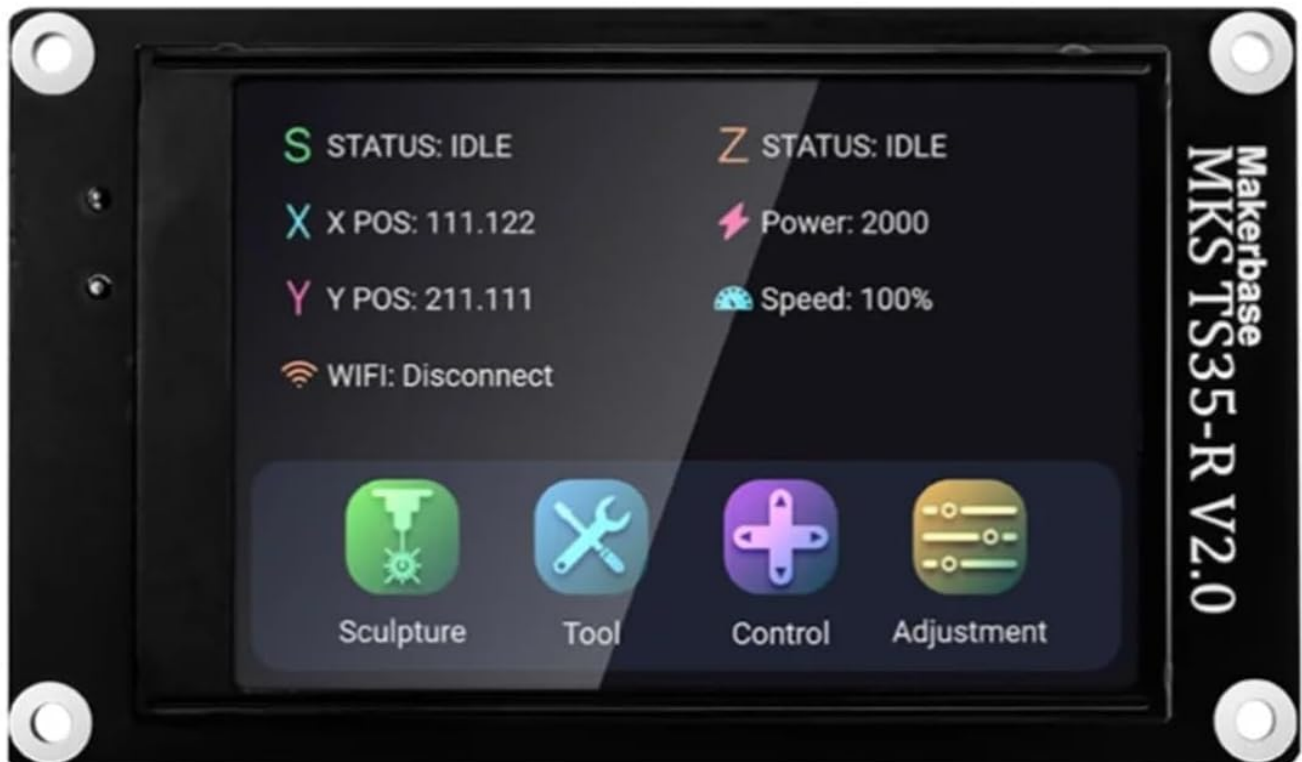 S STATUS: IDLE
Z STATUS: IDLE
X X POS: 111.122
Power: 2000
Y Y POS: 211.111
Speed: 100%
WIFI: Disconnect
Sculpture
Tool
Control
Adjustment
Makerbase
MKS TS35-R V2.0